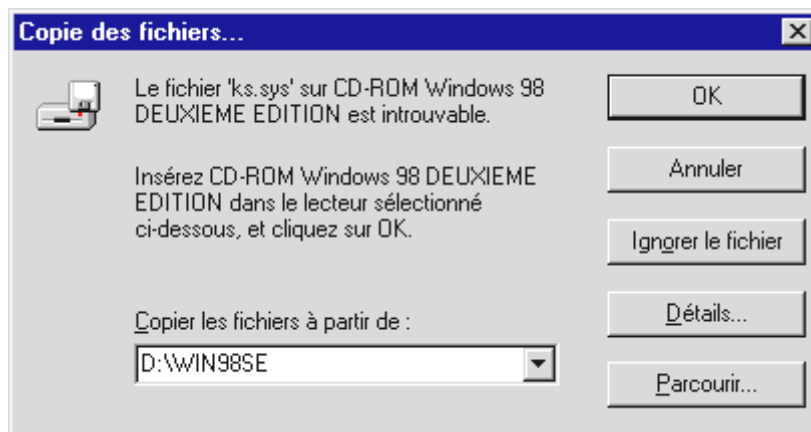 Copie des fichiers...
Le fichier 'ks.sys' sur CD-ROM Windows 98
DEUXIEME EDITION est introuvable.
Insérez CD-ROM Windows 98 DEUXIEME
EDITION dans le lecteur sélectionné
ci-dessous, et cliquez sur OK.
Copier les fichiers à partir de :
D:\WIN98SE
OK
Annuler
Ignorer le fichier
Détails...
Parcourir...